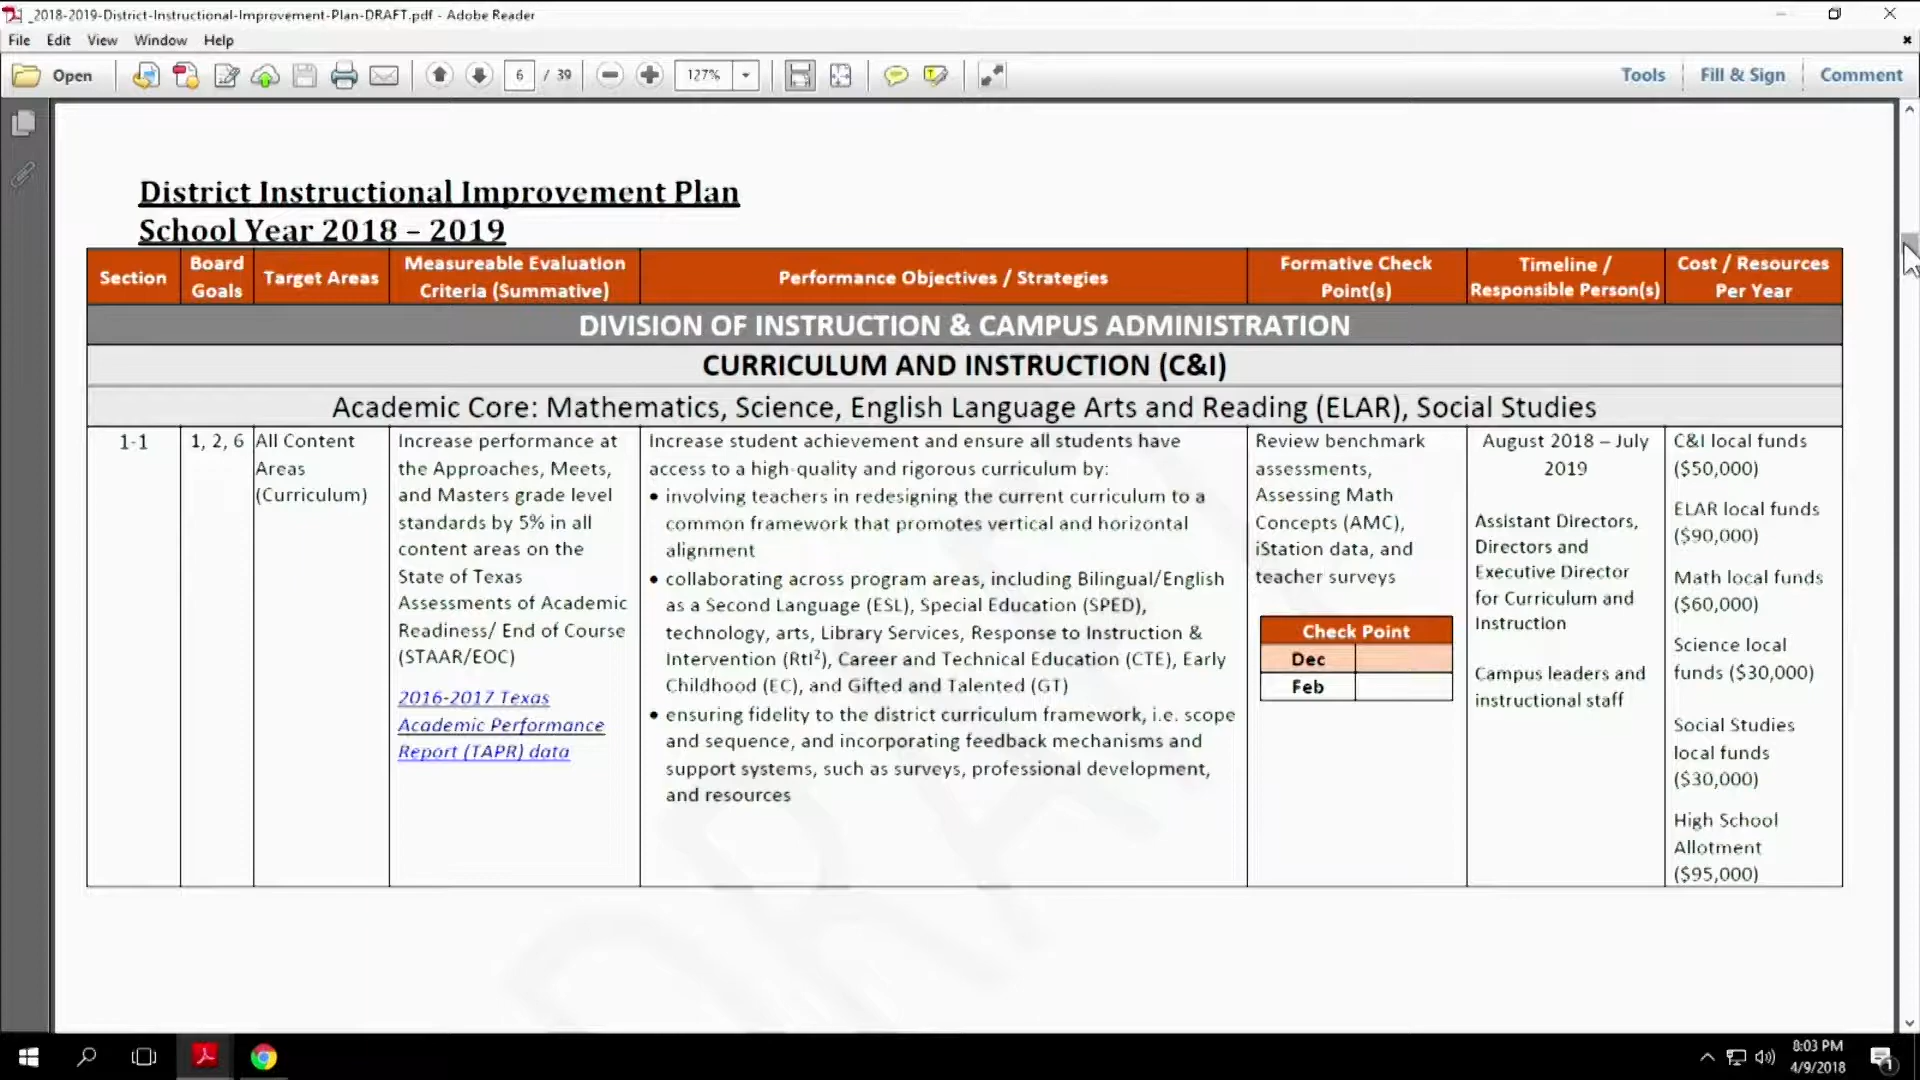 _2018-2019-District-Instructional-Improvement-Plan-DRAFT.pdf - Adobe Reader
File Edit View Window Help
Open 6 / 39 127% Tools Fill & Sign Comment
District Instructional Improvement Plan
School Year 2018 – 2019
Section
Board
Goals
Target Areas
Measureable Evaluation
Criteria (Summative)
Performance Objectives / Strategies
Formative Check
Point(s)
Timeline /
Responsible Person(s)
Cost / Resources
Per Year
DIVISION OF INSTRUCTION & CAMPUS ADMINISTRATION
CURRICULUM AND INSTRUCTION (C&I)
Academic Core: Mathematics, Science, English Language Arts and Reading (ELAR), Social Studies
1-1
1, 2, 6
All Content
Areas
(Curriculum)
Increase performance at
the Approaches, Meets,
and Masters grade level
standards by 5% in all
content areas on the
State of Texas
Assessments of Academic
Readiness/ End of Course
(STAAR/EOC)
2016-2017 Texas
Academic Performance
Report (TAPR) data
Increase student achievement and ensure all students have
access to a high-quality and rigorous curriculum by:
• involving teachers in redesigning the current curriculum to a
common framework that promotes vertical and horizontal
alignment
• collaborating across program areas, including Bilingual/English
as a Second Language (ESL), Special Education (SPED),
technology, arts, Library Services, Response to Instruction &
Intervention (RtI²), Career and Technical Education (CTE), Early
Childhood (EC), and Gifted and Talented (GT)
• ensuring fidelity to the district curriculum framework, i.e. scope
and sequence, and incorporating feedback mechanisms and
support systems, such as surveys, professional development,
and resources
Review benchmark
assessments,
Assessing Math
Concepts (AMC),
iStation data, and
teacher surveys
Check Point
Dec
Feb
August 2018 – July
2019
Assistant Directors,
Directors and
Executive Director
for Curriculum and
Instruction
Campus leaders and
instructional staff
C&I local funds
($50,000)
ELAR local funds
($90,000)
Math local funds
($60,000)
Science local
funds ($30,000)
Social Studies
local funds
($30,000)
High School
Allotment
($95,000)
DRAFT
8:03 PM
4/9/2018
1